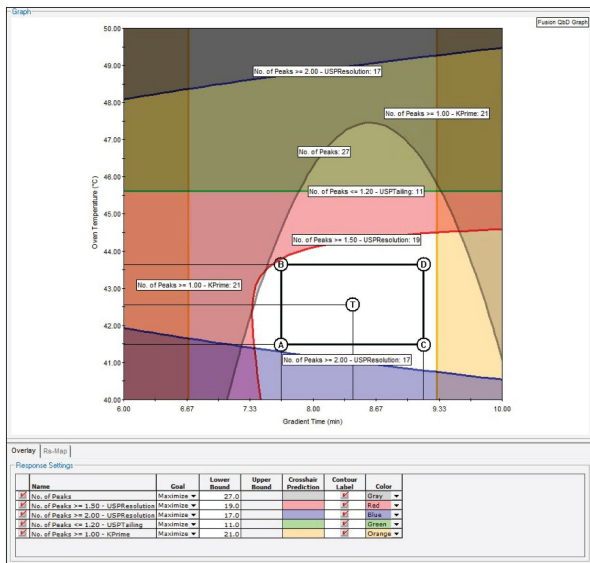 Graph
Fusion QbD Graph
50.00
No. of Peaks >= 2.00 - USPResolution: 17
49.00
48.00
No. of Peaks >= 1.00 - KPrime: 21
47.00
No. of Peaks: 27
46.00
No. of Peaks <= 1.20 - USPTailing: 11
45.00
No. of Peaks >= 1.50 - USPResolution: 19
44.00
B
D
No. of Peaks >= 1.00 - KPrime: 21
43.00
T
42.00
A
C
No. of Peaks >= 2.00 - USPResolution: 17
41.00
40.00
Oven Temperature (°C)
6.00 6.67 7.33 8.00 8.67 9.33 10.00
Gradient Time (min)
Overlay Re-Map
Response Settings
Name Goal Lower Bound Upper Bound Crosshair Prediction Contour Label Color
No. of Peaks Maximize 27.0 Gray
No. of Peaks >= 1.50 - USPResolution Maximize 19.0 Red
No. of Peaks >= 2.00 - USPResolution Maximize 17.0 Blue
No. of Peaks <= 1.20 - USPTailing Maximize 11.0 Green
No. of Peaks >= 1.00 - KPrime Maximize 21.0 Orange